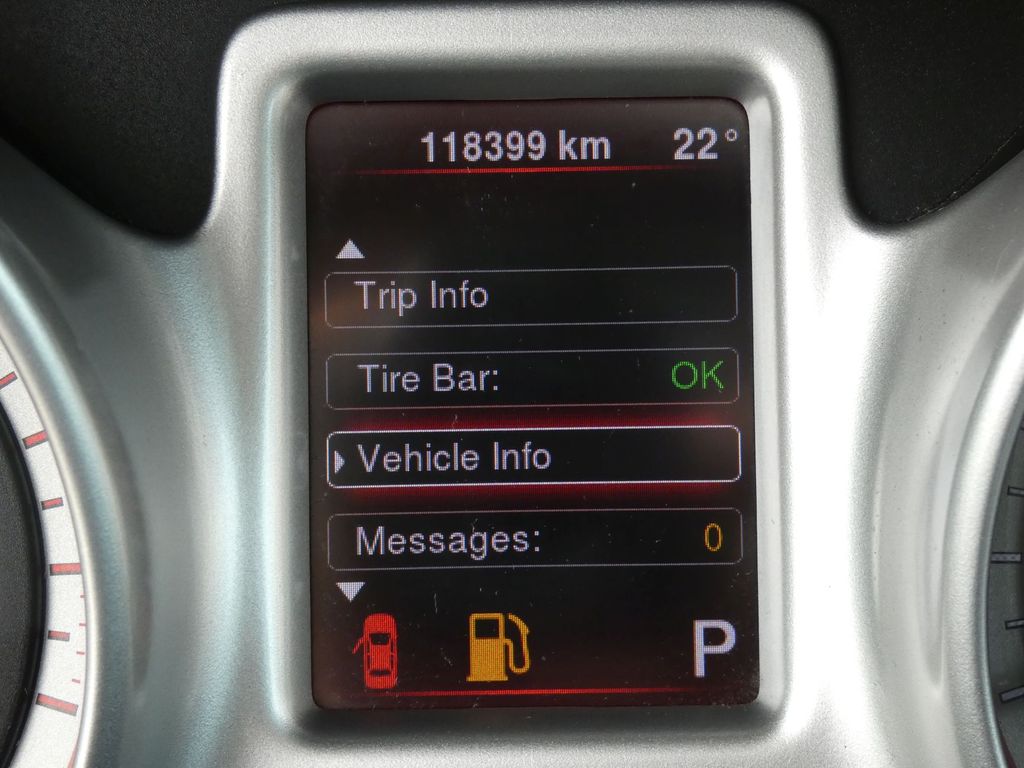 118399 km 22°
Trip Info
Tire Bar: OK
Vehicle Info
Messages: 0
P